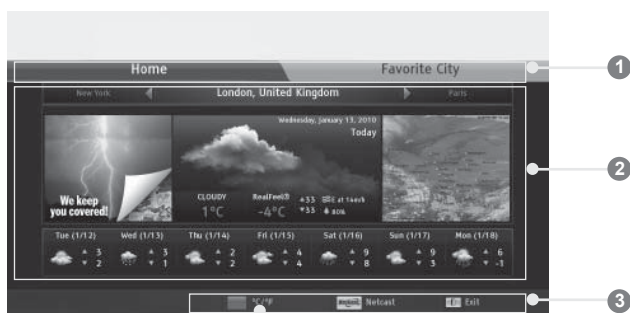 Home Favorite City
1
New York London, United Kingdom Paris
Wednesday, January 13, 2010
Today
We keep
you covered!
2
CLOUDY RealFeel®
1°C -4°C
80%
Tue (1/12) Wed (1/13) Thu (1/14) Fri (1/15) Sat (1/16) Sun (1/17) Mon (1/18)
3 3 2 4 9 9 6
2 1 2 4 8 3 -1
°C/°F Netcast Exit
3